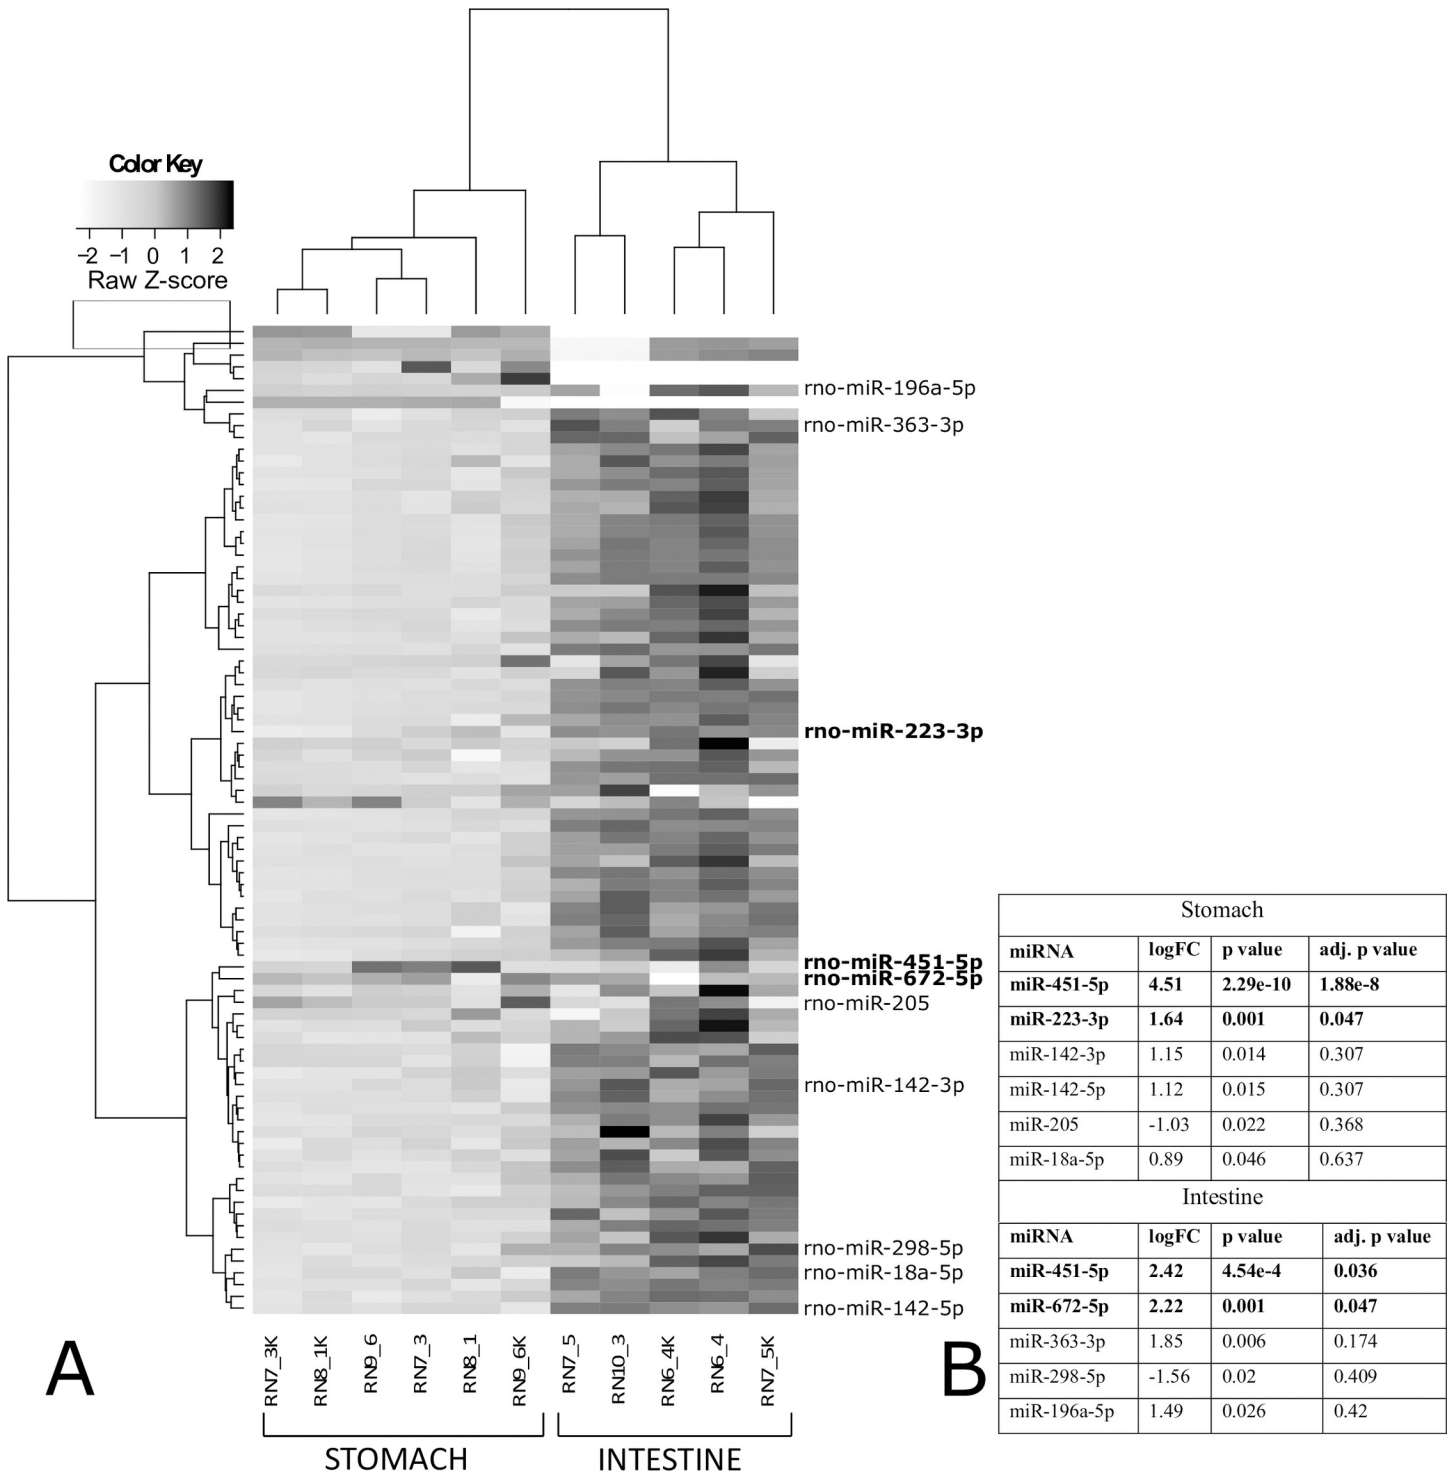 Color Key
−2 −1 0 1 2
Raw Z-score
rno-miR-196a-5p
rno-miR-363-3p
rno-miR-223-3p
rno-miR-451-5p
rno-miR-672-5p
rno-miR-205
rno-miR-142-3p
rno-miR-298-5p
rno-miR-18a-5p
rno-miR-142-5p
RN7_3K RN8_1K RN9_6 RN7_3 RN8_1 RN9_6K RN7_5 RN10_3 RN6_4K RN6_4 RN7_5K
STOMACH INTESTINE
A
B
Stomach
miRNA logFC p value adj. p value
miR-451-5p 4.51 2.29e-10 1.88e-8
miR-223-3p 1.64 0.001 0.047
miR-142-3p 1.15 0.014 0.307
miR-142-5p 1.12 0.015 0.307
miR-205 -1.03 0.022 0.368
miR-18a-5p 0.89 0.046 0.637
Intestine
miRNA logFC p value adj. p value
miR-451-5p 2.42 4.54e-4 0.036
miR-672-5p 2.22 0.001 0.047
miR-363-3p 1.85 0.006 0.174
miR-298-5p -1.56 0.02 0.409
miR-196a-5p 1.49 0.026 0.42